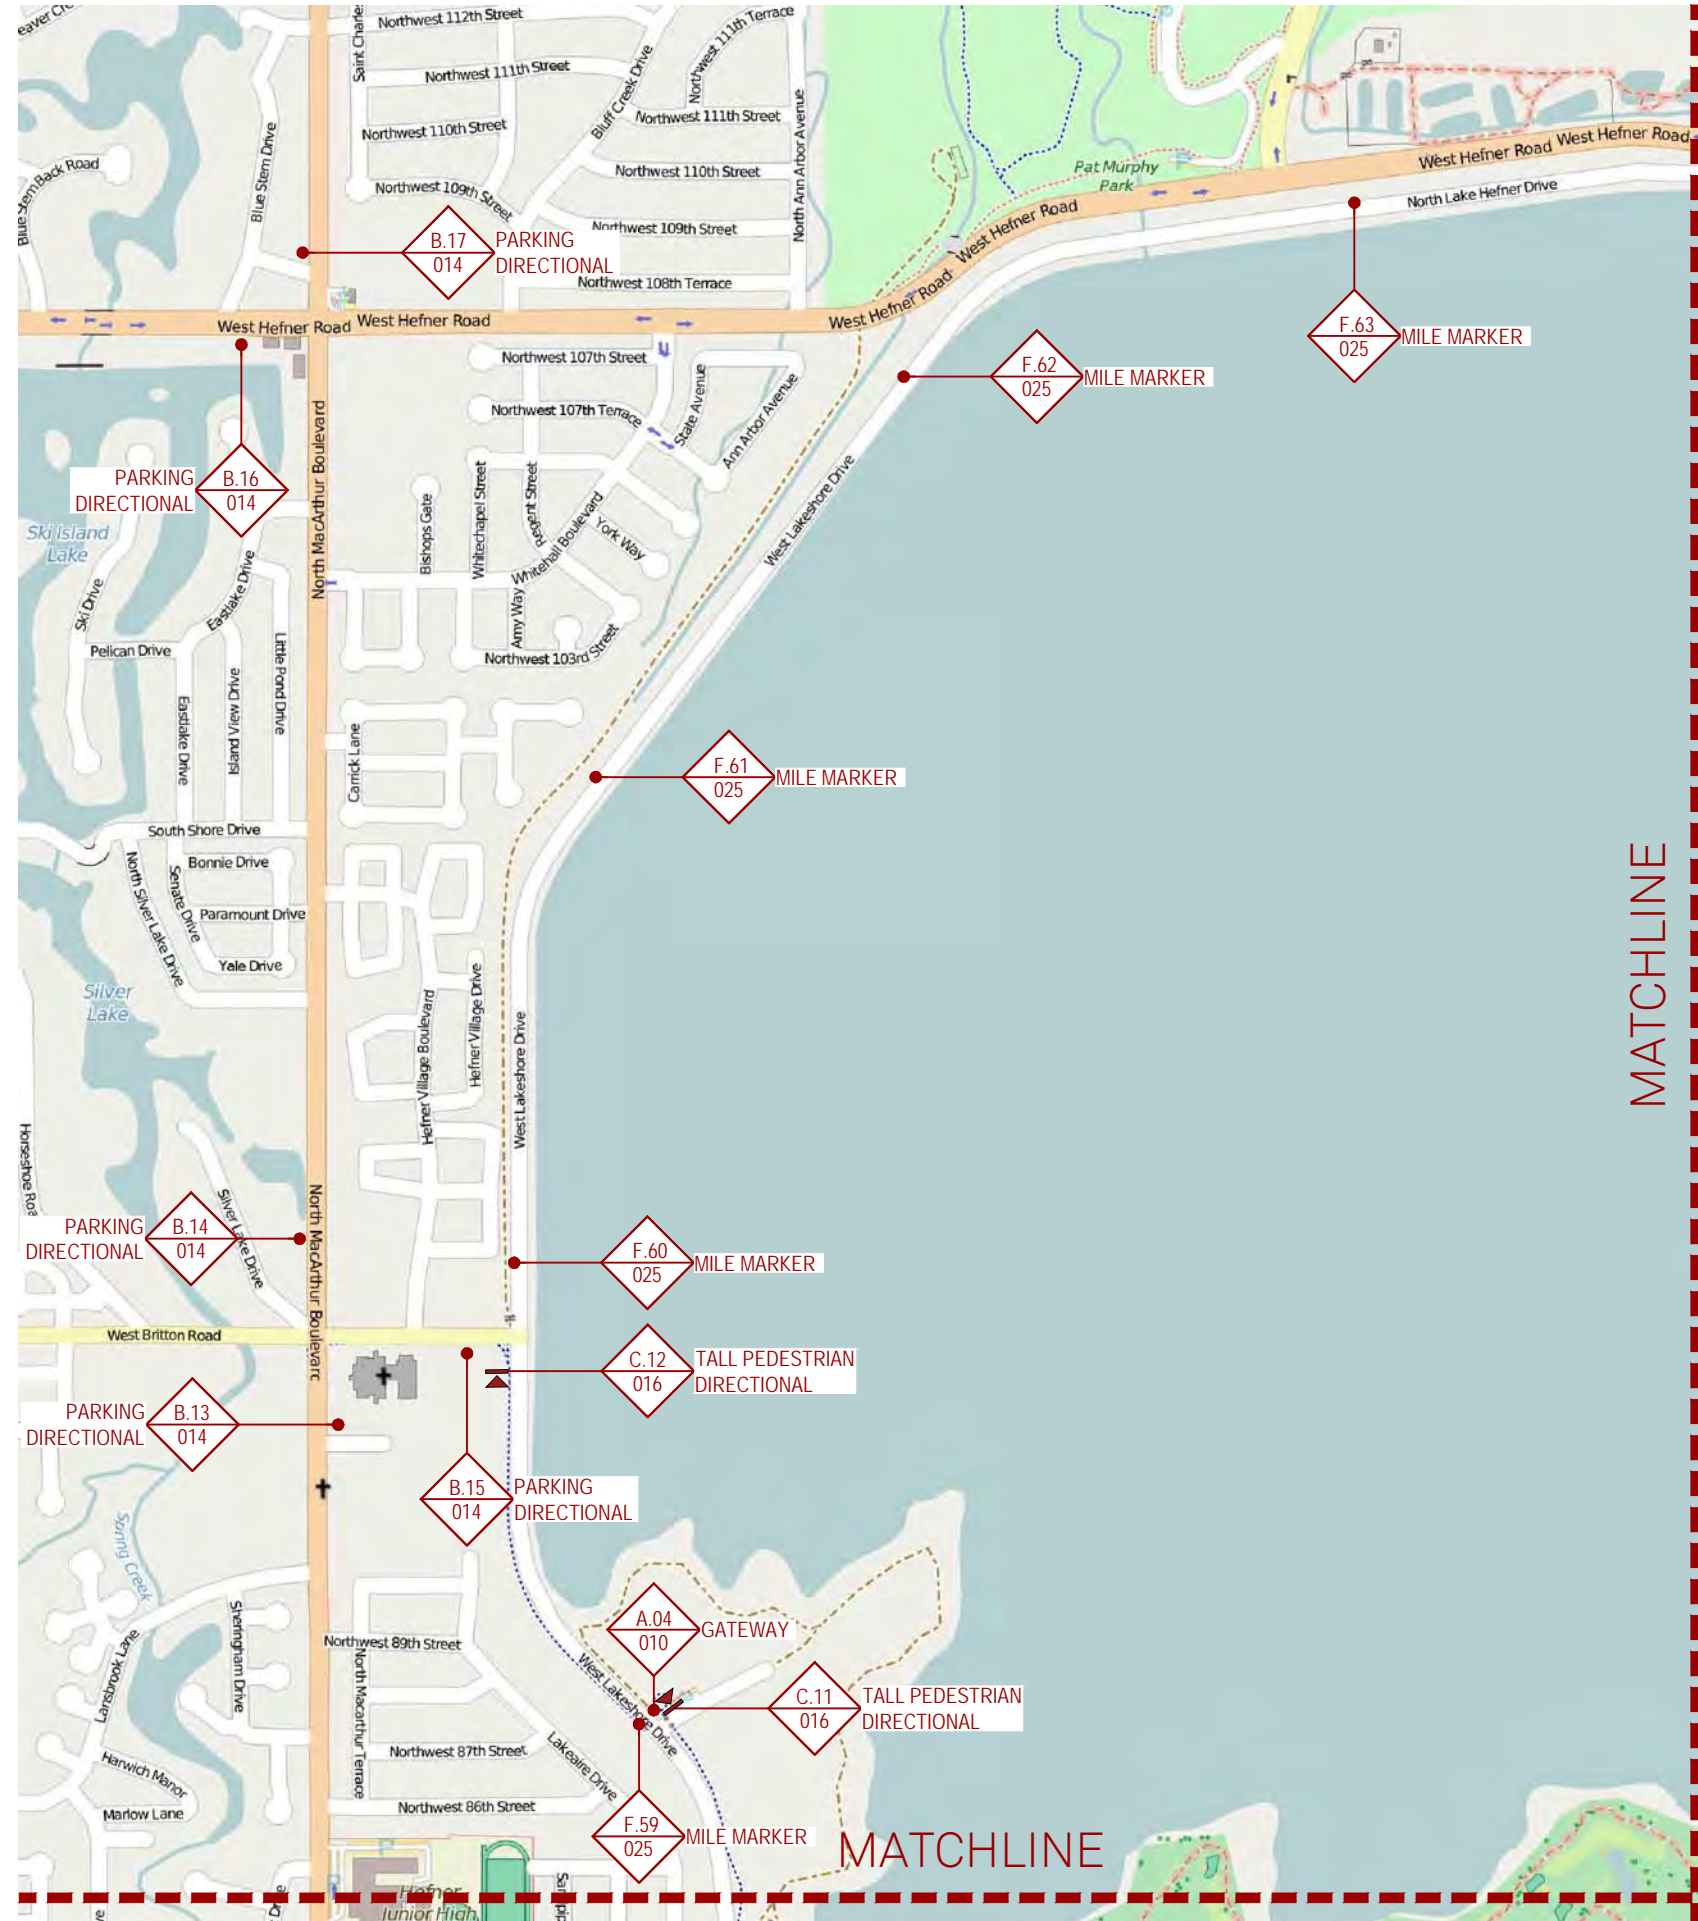 Northwest 112th Street
Northwest 111th Terrace
Saint Charles
Northwest 111th Street
Bluff Creek Drive
Northwest 111th Street
Northwest 110th Street
Blue Stem Drive
North Ann Arbor Avenue
Northwest 110th Street
Blue Stem
Back Road
Northwest 109th Street
Northwest 109th Street
Northwest 108th Terrace
Pat Murphy
Park
West Hefner Road
West Hefner Road
West Hefner Road
West Hefner Road
West Hefner Road
North Lake Hefner Drive
B.17
014
PARKING
DIRECTIONAL
West Hefner Road
West Hefner Road
West Hefner Road
F.63
025
MILE MARKER
F.62
025
MILE MARKER
Northwest 107th Street
Northwest 107th Terrace
State Avenue
Ann Arbor Avenue
North MacArthur Boulevard
B.16
014
PARKING
DIRECTIONAL
Ski Island
Lake
Ski Drive
Eastlake Drive
Pelican Drive
Eastlake Drive
Island View Drive
Little Pond Drive
Bishops Gate
Whitechapel Street
Regent Street
York Way
Whitehall Boulevard
Amy Way
Northwest 103rd Street
West Lakeshore Drive
Carrick Lane
F.61
025
MILE MARKER
South Shore Drive
Bonnie Drive
North Silver Lake Drive
Senate Drive
Paramount Drive
Yale Drive
Silver
Lake
Hefner Village Boulevard
Hefner Village Drive
West Lakeshore Drive
MATCHLINE
Horseshoe Roa
Silver Lake Drive
North MacArthur Boulevard
B.14
014
PARKING
DIRECTIONAL
F.60
025
MILE MARKER
West Britton Road
C.12
016
TALL PEDESTRIAN
DIRECTIONAL
B.13
014
PARKING
DIRECTIONAL
B.15
014
PARKING
DIRECTIONAL
Spring Creek
Sheringham Drive
Lansbrook Lane
Harwich Manor
Marlow Lane
Northwest 89th Street
North Macarthur Terrace
Northwest 87th Street
Lakeaire Drive
Northwest 86th Street
A.04
010
GATEWAY
West Lakeshore Drive
C.11
016
TALL PEDESTRIAN
DIRECTIONAL
F.59
025
MILE MARKER
MATCHLINE
Hefner
Junior High